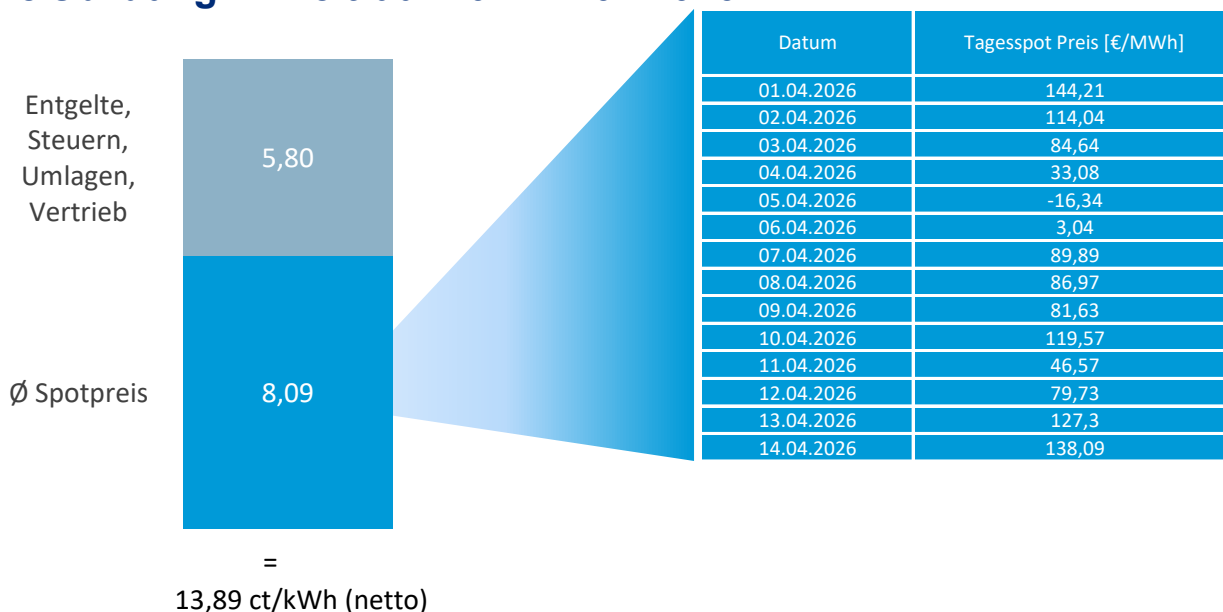 Entgelte,
Steuern,
Umlagen,
Vertrieb
5,80
Ø Spotpreis
8,09
=
13,89 ct/kWh (netto)
Datum Tagesspot Preis [€/MWh]
01.04.2026 144,21
02.04.2026 114,04
03.04.2026 84,64
04.04.2026 33,08
05.04.2026 -16,34
06.04.2026 3,04
07.04.2026 89,89
08.04.2026 86,97
09.04.2026 81,63
10.04.2026 119,57
11.04.2026 46,57
12.04.2026 79,73
13.04.2026 127,3
14.04.2026 138,09